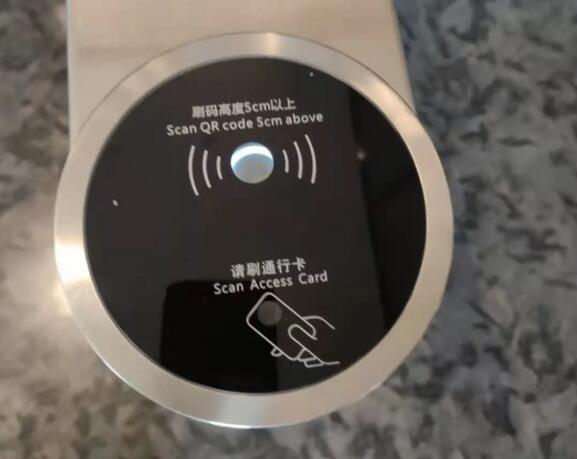 刷码高度5cm以上
Scan QR code 5cm above
请刷通行卡
Scan Access Card